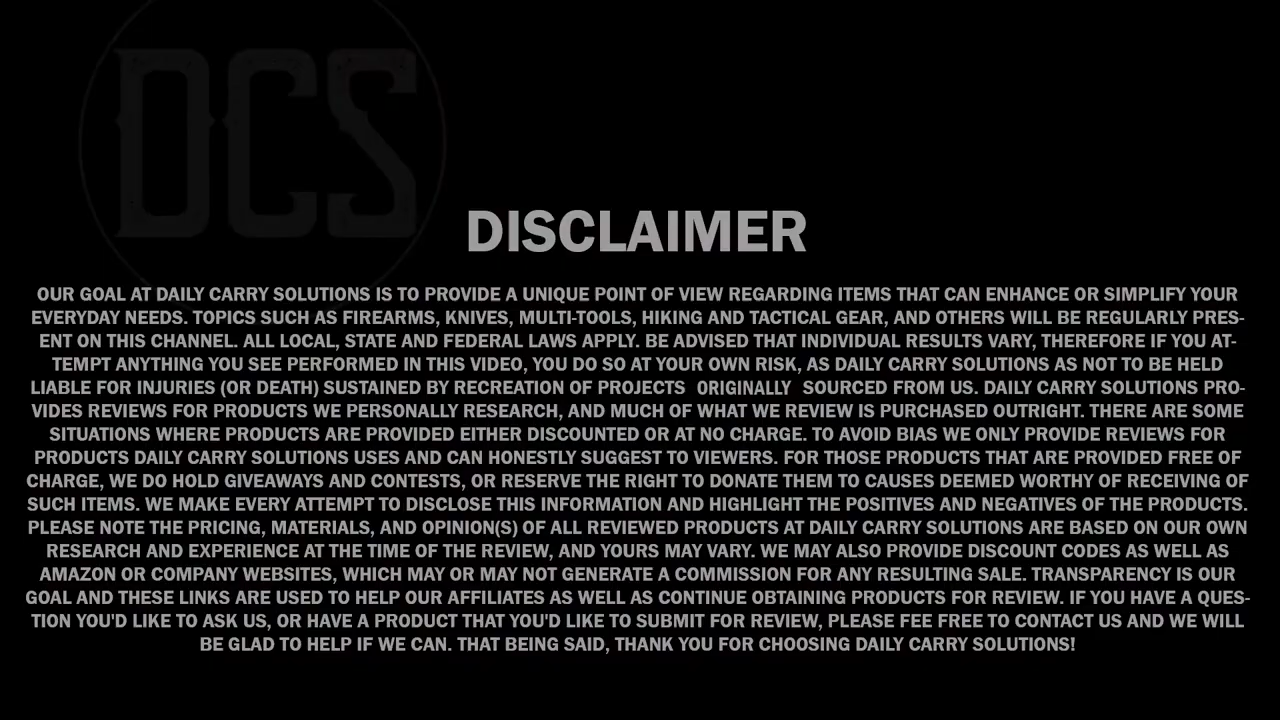 DCS
DISCLAIMER
OUR GOAL AT DAILY CARRY SOLUTIONS IS TO PROVIDE A UNIQUE POINT OF VIEW REGARDING ITEMS THAT CAN ENHANCE OR SIMPLIFY YOUR
EVERYDAY NEEDS. TOPICS SUCH AS FIREARMS, KNIVES, MULTI-TOOLS, HIKING AND TACTICAL GEAR, AND OTHERS WILL BE REGULARLY PRES-
ENT ON THIS CHANNEL. ALL LOCAL, STATE AND FEDERAL LAWS APPLY. BE ADVISED THAT INDIVIDUAL RESULTS VARY, THEREFORE IF YOU AT-
TEMPT ANYTHING YOU SEE PERFORMED IN THIS VIDEO, YOU DO SO AT YOUR OWN RISK, AS DAILY CARRY SOLUTIONS AS NOT TO BE HELD
LIABLE FOR INJURIES (OR DEATH) SUSTAINED BY RECREATION OF PROJECTS ORIGINALLY SOURCED FROM US. DAILY CARRY SOLUTIONS PRO-
VIDES REVIEWS FOR PRODUCTS WE PERSONALLY RESEARCH, AND MUCH OF WHAT WE REVIEW IS PURCHASED OUTRIGHT. THERE ARE SOME
SITUATIONS WHERE PRODUCTS ARE PROVIDED EITHER DISCOUNTED OR AT NO CHARGE. TO AVOID BIAS WE ONLY PROVIDE REVIEWS FOR
PRODUCTS DAILY CARRY SOLUTIONS USES AND CAN HONESTLY SUGGEST TO VIEWERS. FOR THOSE PRODUCTS THAT ARE PROVIDED FREE OF
CHARGE, WE DO HOLD GIVEAWAYS AND CONTESTS, OR RESERVE THE RIGHT TO DONATE THEM TO CAUSES DEEMED WORTHY OF RECEIVING OF
SUCH ITEMS. WE MAKE EVERY ATTEMPT TO DISCLOSE THIS INFORMATION AND HIGHLIGHT THE POSITIVES AND NEGATIVES OF THE PRODUCTS.
PLEASE NOTE THE PRICING, MATERIALS, AND OPINION(S) OF ALL REVIEWED PRODUCTS AT DAILY CARRY SOLUTIONS ARE BASED ON OUR OWN
RESEARCH AND EXPERIENCE AT THE TIME OF THE REVIEW, AND YOURS MAY VARY. WE MAY ALSO PROVIDE DISCOUNT CODES AS WELL AS
AMAZON OR COMPANY WEBSITES, WHICH MAY OR MAY NOT GENERATE A COMMISSION FOR ANY RESULTING SALE. TRANSPARENCY IS OUR
GOAL AND THESE LINKS ARE USED TO HELP OUR AFFILIATES AS WELL AS CONTINUE OBTAINING PRODUCTS FOR REVIEW. IF YOU HAVE A QUES-
TION YOU'D LIKE TO ASK US, OR HAVE A PRODUCT THAT YOU'D LIKE TO SUBMIT FOR REVIEW, PLEASE FEE FREE TO CONTACT US AND WE WILL
BE GLAD TO HELP IF WE CAN. THAT BEING SAID, THANK YOU FOR CHOOSING DAILY CARRY SOLUTIONS!